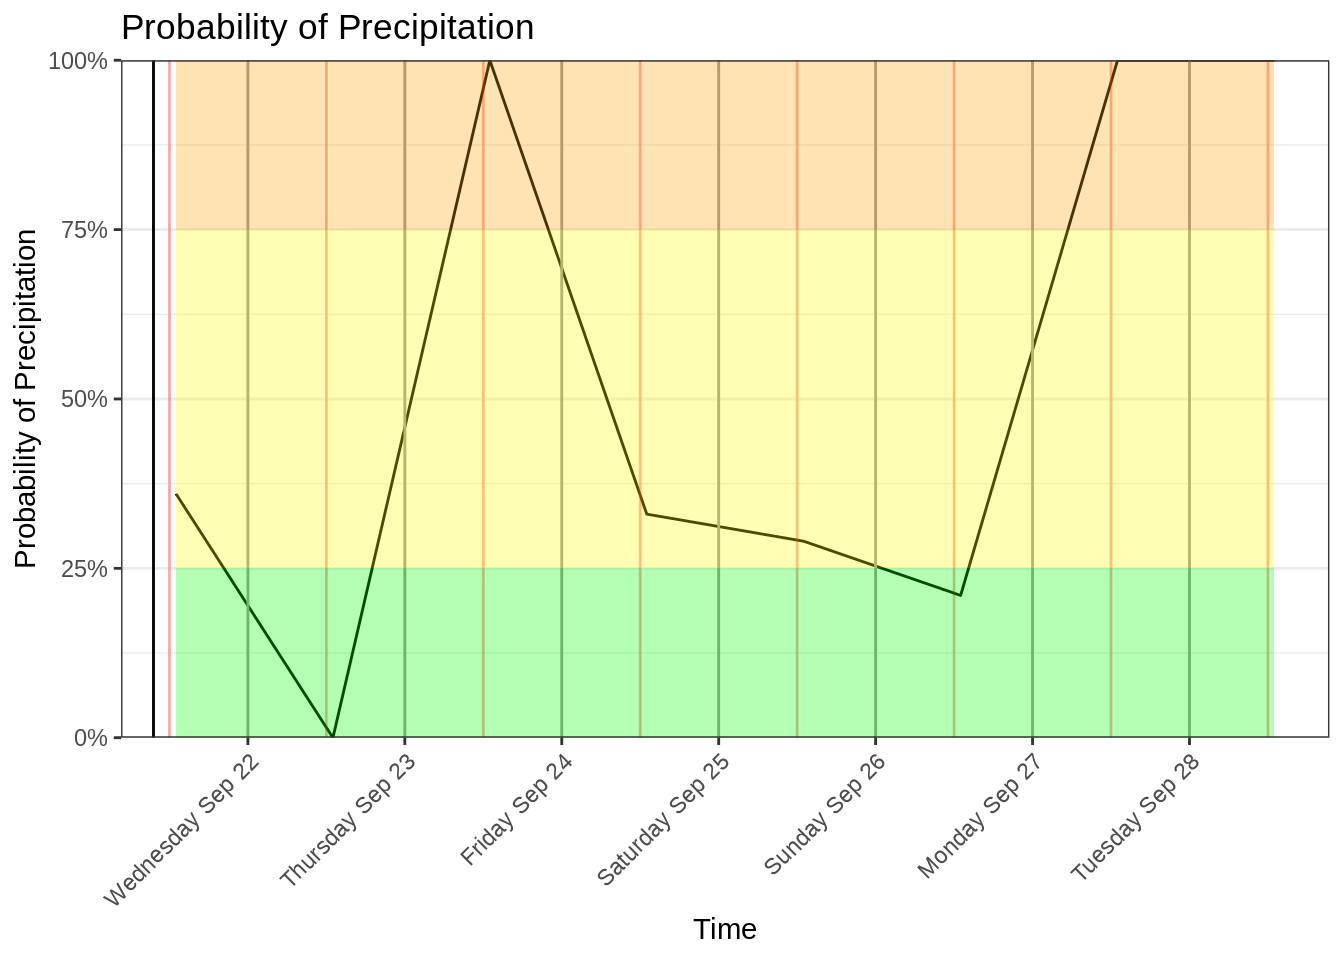 Probability of Precipitation
Probability of Precipitation
100%
75%
50%
25%
0%
Wednesday Sep 22
Thursday Sep 23
Friday Sep 24
Saturday Sep 25
Sunday Sep 26
Monday Sep 27
Tuesday Sep 28
Time